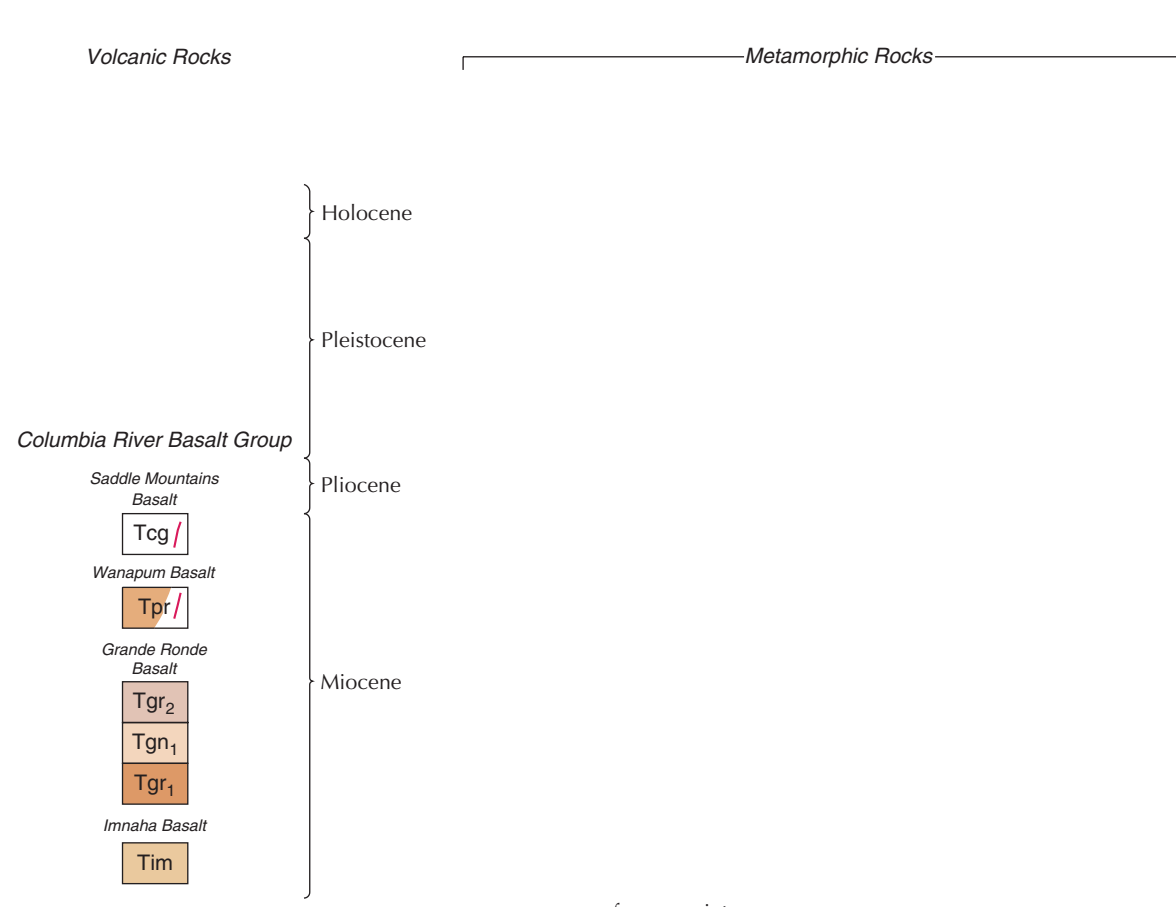 Volcanic Rocks
Metamorphic Rocks
Holocene
Pleistocene
Columbia River Basalt Group
Saddle Mountains
Basalt
Pliocene
Tcg
Wanapum Basalt
Tpr
Grande Ronde
Basalt
Miocene
Tgr2
Tgn1
Tgr1
Imnaha Basalt
Tim